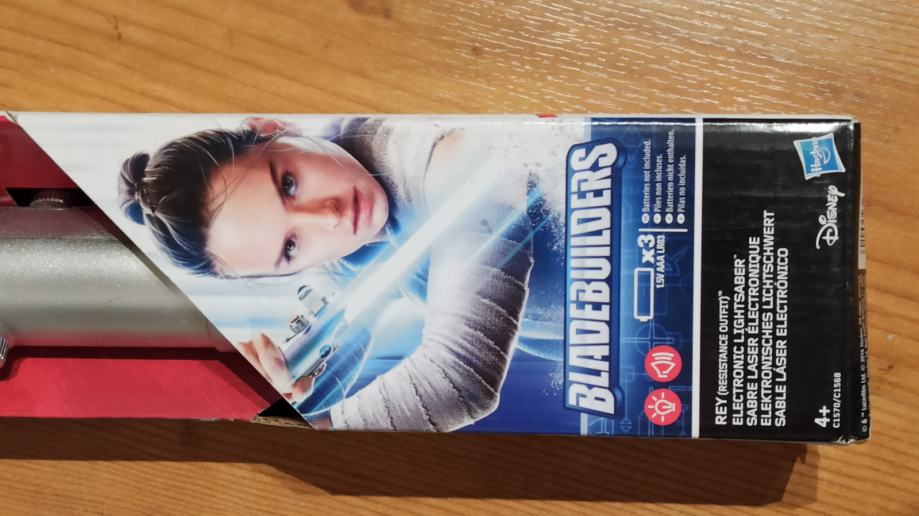 BLADEBUILDERS
x3
1.5V AAA LR03
Batteries not included.
Piles non incluses.
Batterien nicht enthalten.
Pilas no incluidas.
REY (RESISTANCE OUTFIT)™
ELECTRONIC LIGHTSABER™
SABRE LASER ÉLECTRONIQUE
ELEKTRONISCHES LICHTSCHWERT
SABLE LÁSER ELECTRÓNICO
Hasbro
Disney
4+
C1570/C1568